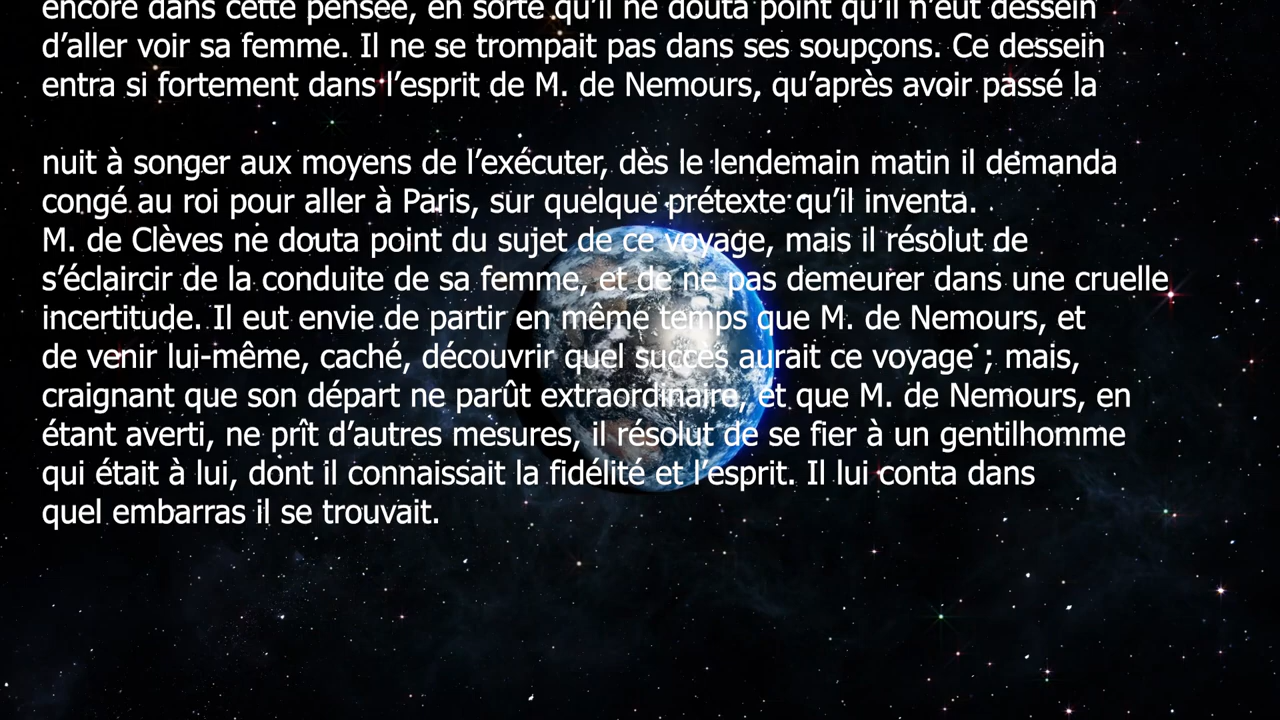 encore dans cette pensée, en sorte qu’il ne douta point qu’il n’eût dessein
d’aller voir sa femme. Il ne se trompait pas dans ses soupçons. Ce dessein
entra si fortement dans l’esprit de M. de Nemours, qu’après avoir passé la
nuit à songer aux moyens de l’exécuter, dès le lendemain matin il demanda
congé au roi pour aller à Paris, sur quelque prétexte qu’il inventa.
M. de Clèves ne douta point du sujet de ce voyage, mais il résolut de
s’éclaircir de la conduite de sa femme, et de ne pas demeurer dans une cruelle
incertitude. Il eut envie de partir en même temps que M. de Nemours, et
de venir lui-même, caché, découvrir quel succès aurait ce voyage ; mais,
craignant que son départ ne parût extraordinaire, et que M. de Nemours, en
étant averti, ne prît d’autres mesures, il résolut de se fier à un gentilhomme
qui était à lui, dont il connaissait la fidélité et l’esprit. Il lui conta dans
quel embarras il se trouvait.